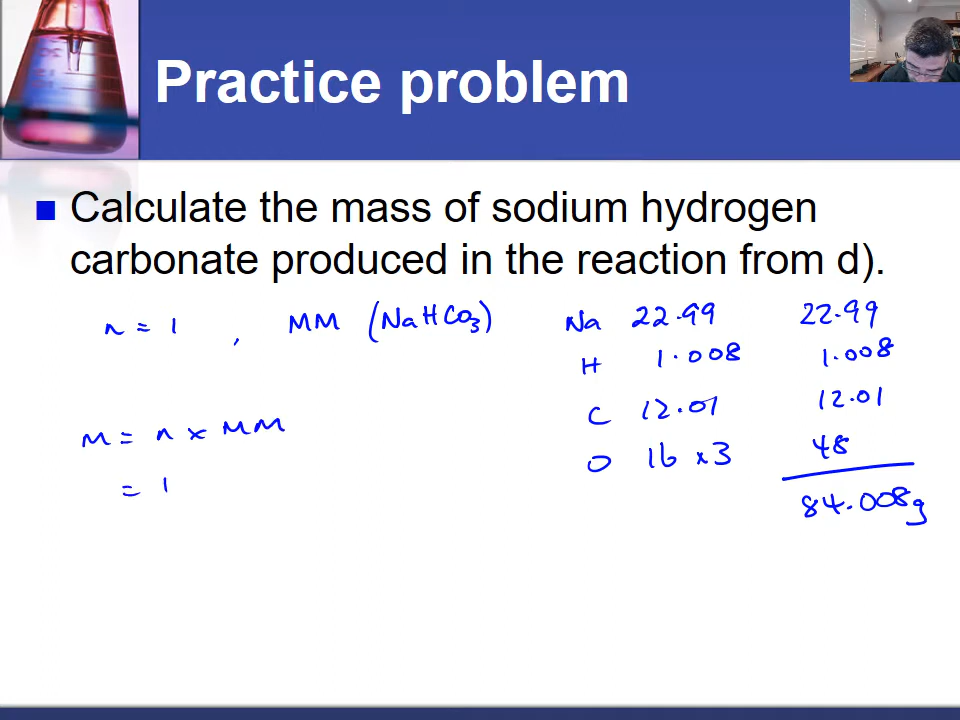 Practice problem
Calculate the mass of sodium hydrogen
carbonate produced in the reaction from d).
n = 1 , MM (NaHCO3)
Na 22.99 22.99
H 1.008 1.008
C 12.01 12.01
O 16 x3 48
84.008g
m = n x MM
= 1